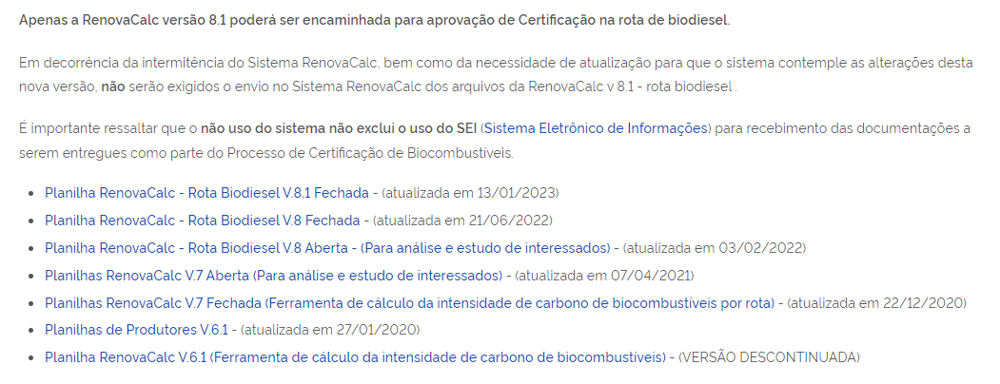 Apenas a RenovaCalc versão 8.1 poderá ser encaminhada para aprovação de Certificação na rota de biodiesel.
Em decorrência da intermitência do Sistema RenovaCalc, bem como da necessidade de atualização para que o sistema contemple as alterações desta
nova versão, não serão exigidos o envio no Sistema RenovaCalc dos arquivos da RenovaCalc v 8.1 - rota biodiesel .
É importante ressaltar que o não uso do sistema não exclui o uso do SEI (Sistema Eletrônico de Informações) para recebimento das documentações a
serem entregues como parte do Processo de Certificação de Biocombustíveis.
• Planilha RenovaCalc - Rota Biodiesel V.8.1 Fechada - (atualizada em 13/01/2023)
• Planilha RenovaCalc - Rota Biodiesel V.8 Fechada - (atualizada em 21/06/2022)
• Planilha RenovaCalc - Rota Biodiesel V.8 Aberta - (Para análise e estudo de interessados) - (atualizada em 03/02/2022)
• Planilhas RenovaCalc V.7 Aberta (Para análise e estudo de interessados) - (atualizada em 07/04/2021)
• Planilhas RenovaCalc V.7 Fechada (Ferramenta de cálculo da intensidade de carbono de biocombustíveis por rota) - (atualizada em 22/12/2020)
• Planilhas de Produtores V.6.1 - (atualizada em 27/01/2020)
• Planilha RenovaCalc V.6.1 (Ferramenta de cálculo da intensidade de carbono de biocombustíveis) - (VERSÃO DESCONTINUADA)